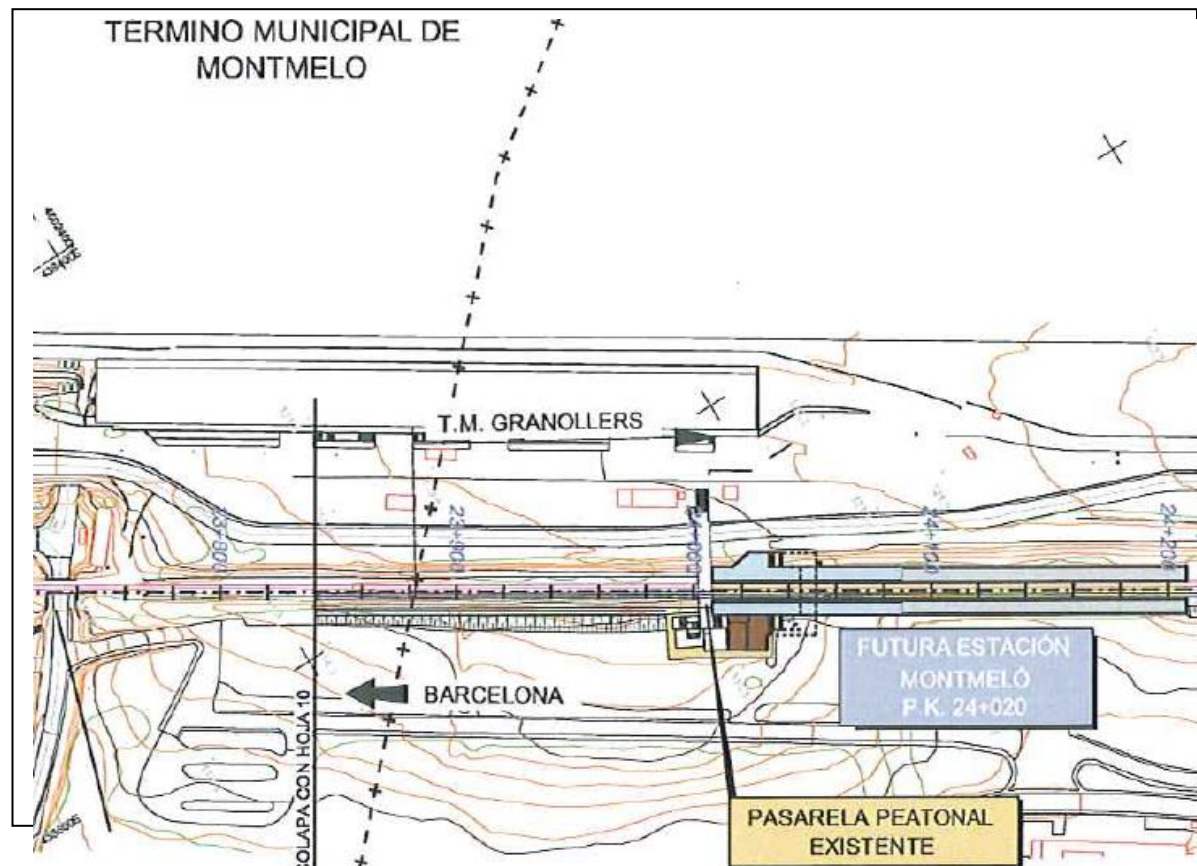 TERMINO MUNICIPAL DE
MONTMELO
T.M. GRANOLLERS
23+800
23+900
24+000
24+100
24+200
FUTURA ESTACIÓN
MONTMELÓ
P.K. 24+020
BARCELONA
SOLAPA CON HOJA 10
PASARELA PEATONAL
EXISTENTE